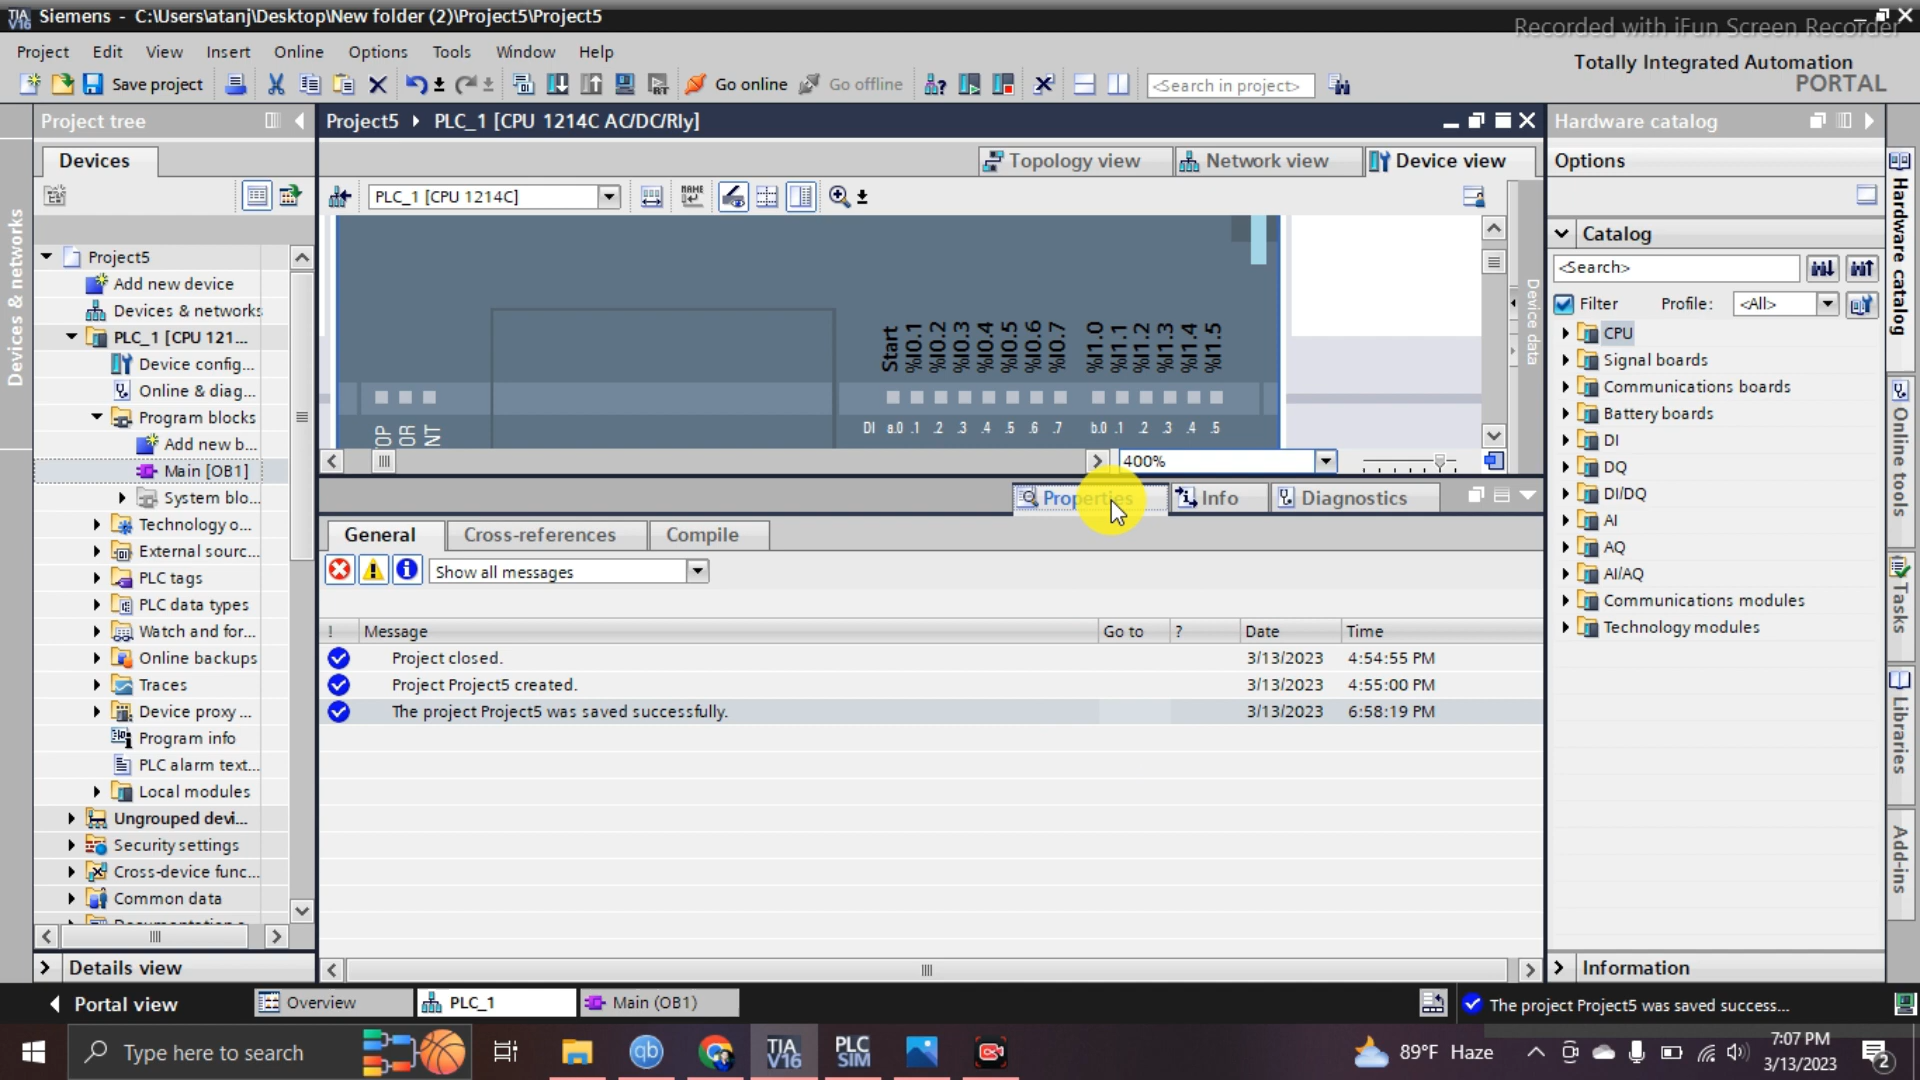 Siemens - C:\Users\atanj\Desktop\New folder (2)\Project5\Project5
Recorded with iFun Screen Recorder
Project Edit View Insert Online Options Tools Window Help
Totally Integrated Automation
PORTAL
Save project
Go online
Go offline
<Search in project>
Project tree
Devices
Devices & networks
Project5
Add new device
Devices & networks
PLC_1 [CPU 121...
Device config...
Online & diag...
Program blocks
Add new b...
Main [OB1]
System blo...
Technology o...
External sourc...
PLC tags
PLC data types
Watch and for...
Online backups
Traces
Device proxy ...
Program info
PLC alarm text...
Local modules
Ungrouped devi...
Security settings
Cross-device func...
Common data
Details view
Project5 PLC_1 [CPU 1214C AC/DC/Rly]
Topology view
Network view
Device view
PLC_1 [CPU 1214C]
Device data
Start
%I0.1
%I0.2
%I0.3
%I0.4
%I0.5
%I0.6
%I0.7
%I1.0
%I1.1
%I1.2
%I1.3
%I1.4
%I1.5
DI a.0 .1 .2 .3 .4 .5 .6 .7 b.0 .1 .2 .3 .4 .5
400%
Properties
Info
Diagnostics
General
Cross-references
Compile
Show all messages
! Message Go to ? Date Time
Project closed. 3/13/2023 4:54:55 PM
Project Project5 created. 3/13/2023 4:55:00 PM
The project Project5 was saved successfully. 3/13/2023 6:58:19 PM
Hardware catalog
Options
Catalog
<Search>
Filter Profile: <All>
CPU
Signal boards
Communications boards
Battery boards
DI
DQ
DI/DQ
AI
AQ
AI/AQ
Communications modules
Technology modules
Information
Hardware catalog
Online tools
Tasks
Libraries
Add-ins
Portal view
Overview
PLC_1
Main (OB1)
The project Project5 was saved success...
Type here to search
qb
TIA
V16
PLC
SIM
89°F Haze
7:07 PM
3/13/2023
2